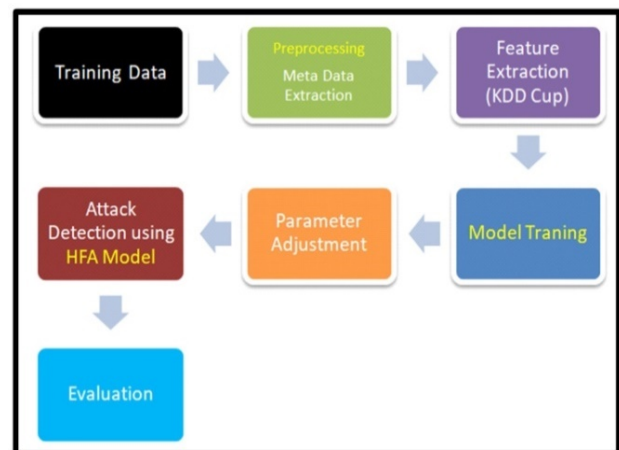 Training Data
Preprocessing
Meta Data
Extraction
Feature
Extraction
(KDD Cup)
Model Traning
Parameter
Adjustment
Attack
Detection using
HFA Model
Evaluation